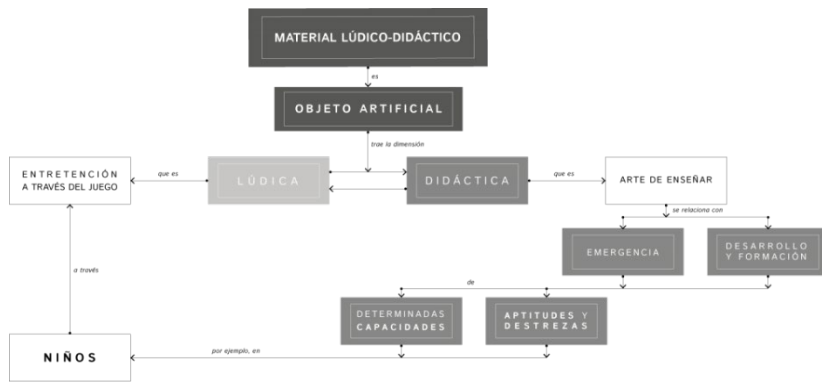 MATERIAL LÚDICO-DIDÁCTICO
es
OBJETO ARTIFICIAL
trae la dimensión
ENTRETENCIÓN
A TRAVÉS DEL JUEGO
que es
LÚDICA
DIDÁCTICA
que es
ARTE DE ENSEÑAR
se relaciona con
EMERGENCIA
DESARROLLO
Y FORMACIÓN
a través
de
DETERMINADAS
CAPACIDADES
APTITUDES Y
DESTREZAS
NIÑOS
por ejemplo, en